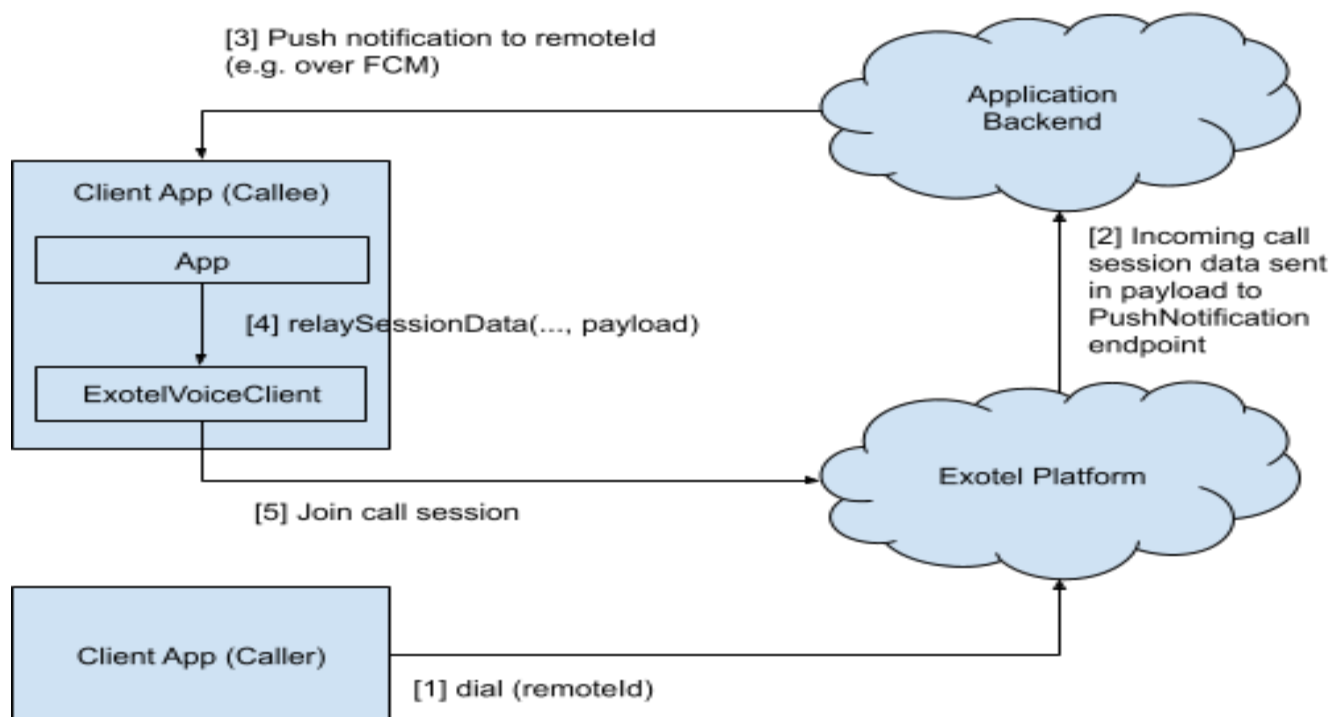 [3] Push notification to remoteId
(e.g. over FCM)
Application
Backend
Client App (Callee)
App
[4] relaySessionData(..., payload)
ExotelVoiceClient
[2] Incoming call
session data sent
in payload to
PushNotification
endpoint
Exotel Platform
[5] Join call session
Client App (Caller)
[1] dial (remoteId)